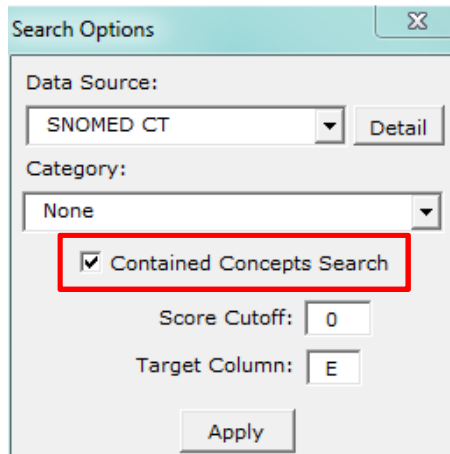 Search Options
Data Source:
SNOMED CT Detail
Category:
None
Contained Concepts Search
Score Cutoff: 0
Target Column: E
Apply